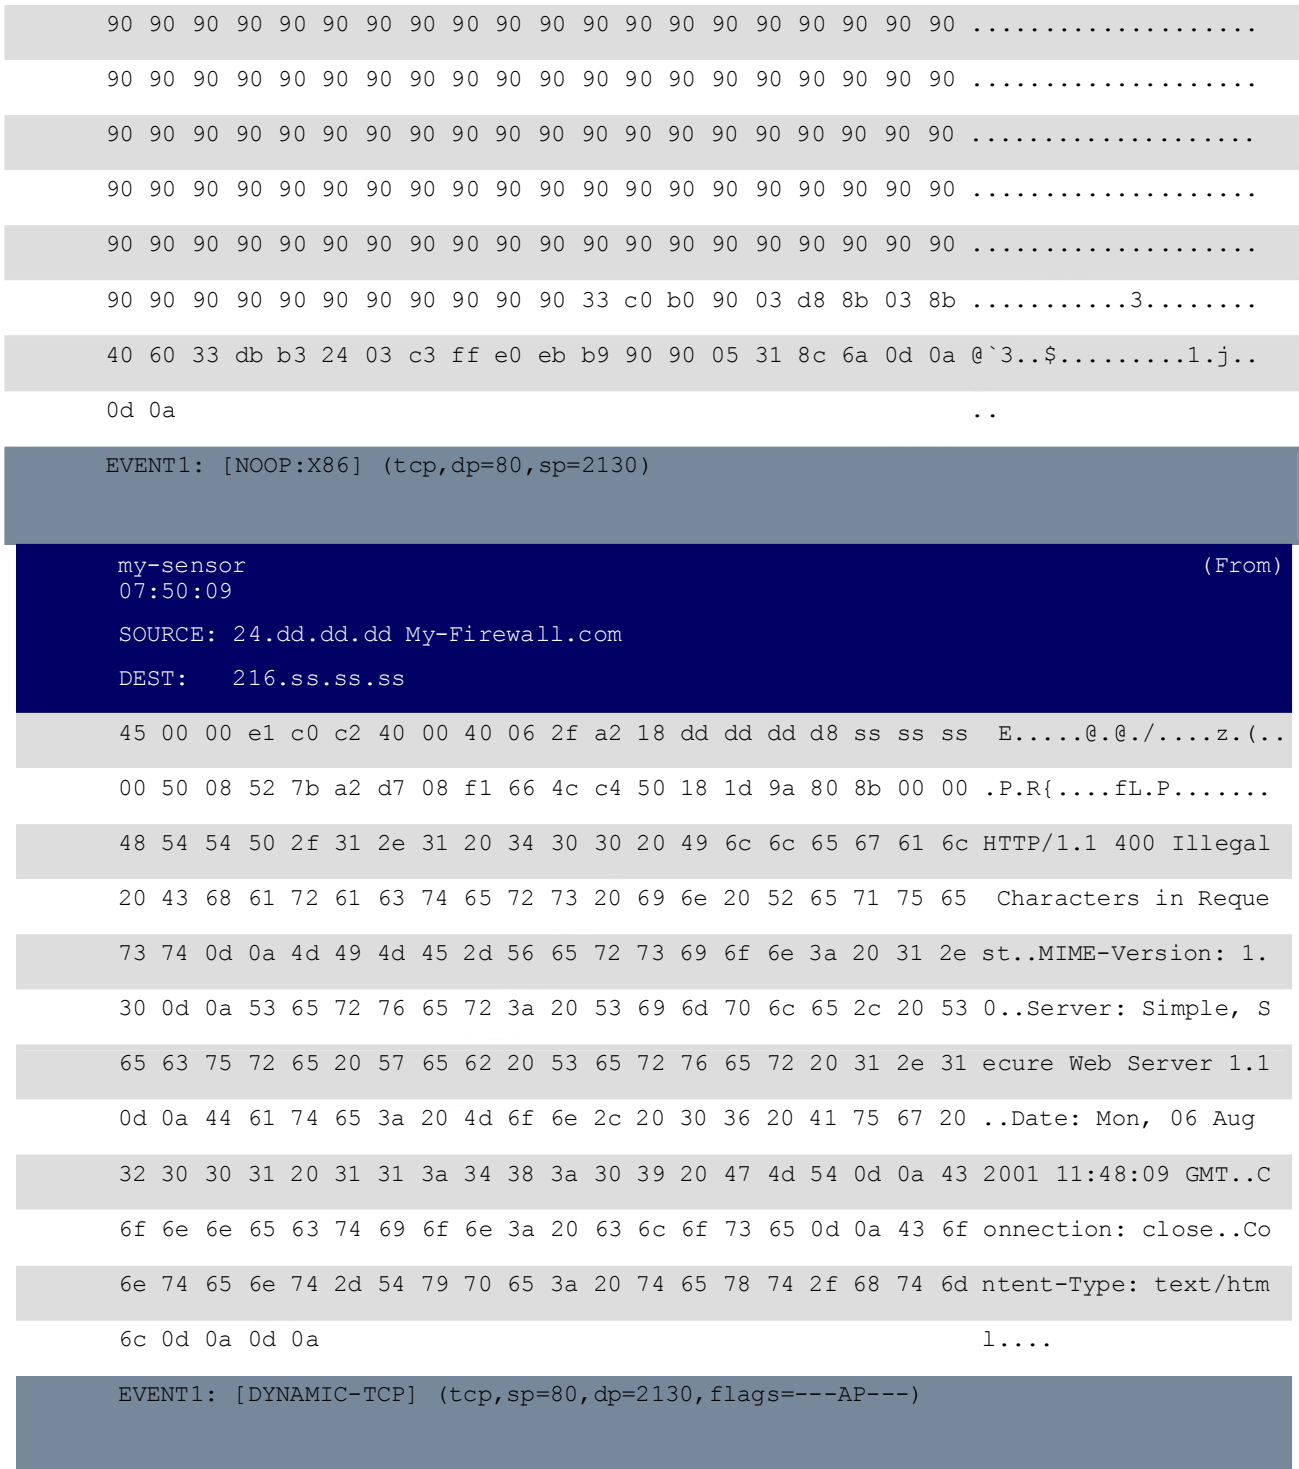 90 90 90 90 90 90 90 90 90 90 90 90 90 90 90 90 90 90 90 90 ....................
90 90 90 90 90 90 90 90 90 90 90 90 90 90 90 90 90 90 90 90 ....................
90 90 90 90 90 90 90 90 90 90 90 90 90 90 90 90 90 90 90 90 ....................
90 90 90 90 90 90 90 90 90 90 90 90 90 90 90 90 90 90 90 90 ....................
90 90 90 90 90 90 90 90 90 90 90 90 90 90 90 90 90 90 90 90 ....................
90 90 90 90 90 90 90 90 90 90 90 33 c0 b0 90 03 d8 8b 03 8b ...........3........
40 60 33 db b3 24 03 c3 ff e0 eb b9 90 90 05 31 8c 6a 0d 0a @`3..$.........1.j..
0d 0a ..
EVENT1: [NOOP:X86] (tcp,dp=80,sp=2130)
my-sensor (From)
07:50:09
SOURCE: 24.dd.dd.dd My-Firewall.com
DEST: 216.ss.ss.ss
45 00 00 e1 c0 c2 40 00 40 06 2f a2 18 dd dd dd d8 ss ss ss E.....@.@./....z.(..
00 50 08 52 7b a2 d7 08 f1 66 4c c4 50 18 1d 9a 80 8b 00 00 .P.R{....fL.P.......
48 54 54 50 2f 31 2e 31 20 34 30 30 20 49 6c 6c 65 67 61 6c HTTP/1.1 400 Illegal
20 43 68 61 72 61 63 74 65 72 73 20 69 6e 20 52 65 71 75 65 Characters in Reque
73 74 0d 0a 4d 49 4d 45 2d 56 65 72 73 69 6f 6e 3a 20 31 2e st..MIME-Version: 1.
30 0d 0a 53 65 72 76 65 72 3a 20 53 69 6d 70 6c 65 2c 20 53 0..Server: Simple, S
65 63 75 72 65 20 57 65 62 20 53 65 72 76 65 72 20 31 2e 31 ecure Web Server 1.1
0d 0a 44 61 74 65 3a 20 4d 6f 6e 2c 20 30 36 20 41 75 67 20 ..Date: Mon, 06 Aug
32 30 30 31 20 31 31 3a 34 38 3a 30 39 20 47 4d 54 0d 0a 43 2001 11:48:09 GMT..C
6f 6e 6e 65 63 74 69 6f 6e 3a 20 63 6c 6f 73 65 0d 0a 43 6f onnection: close..Co
6e 74 65 6e 74 2d 54 79 70 65 3a 20 74 65 78 74 2f 68 74 6d ntent-Type: text/htm
6c 0d 0a 0d 0a l....
EVENT1: [DYNAMIC-TCP] (tcp,sp=80,dp=2130,flags=---AP---)